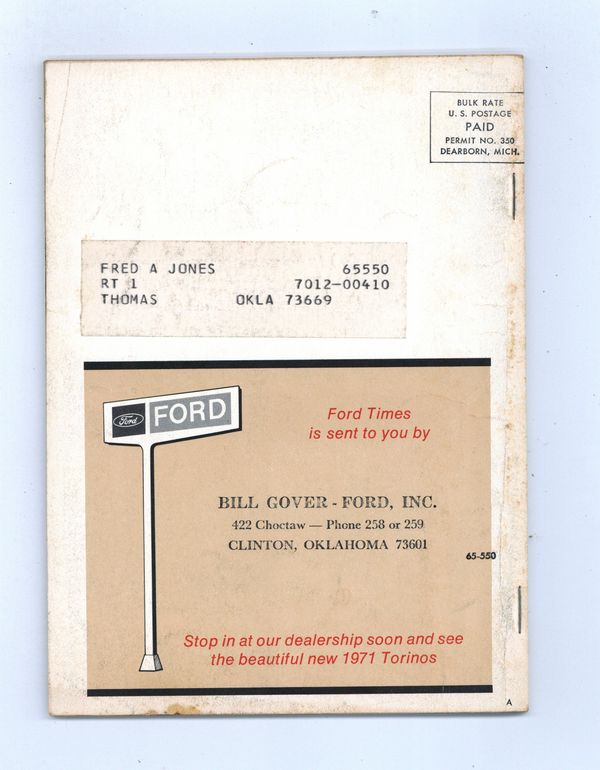 BULK RATE
U. S. POSTAGE
PAID
PERMIT NO. 350
DEARBORN, MICH.
FRED A JONES 65550
RT 1 7012-00410
THOMAS OKLA 73669
Ford FORD
Ford Times
is sent to you by
BILL GOVER - FORD, INC.
422 Choctaw — Phone 258 or 259
CLINTON, OKLAHOMA 73601
65-550
Stop in at our dealership soon and see
the beautiful new 1971 Torinos
A